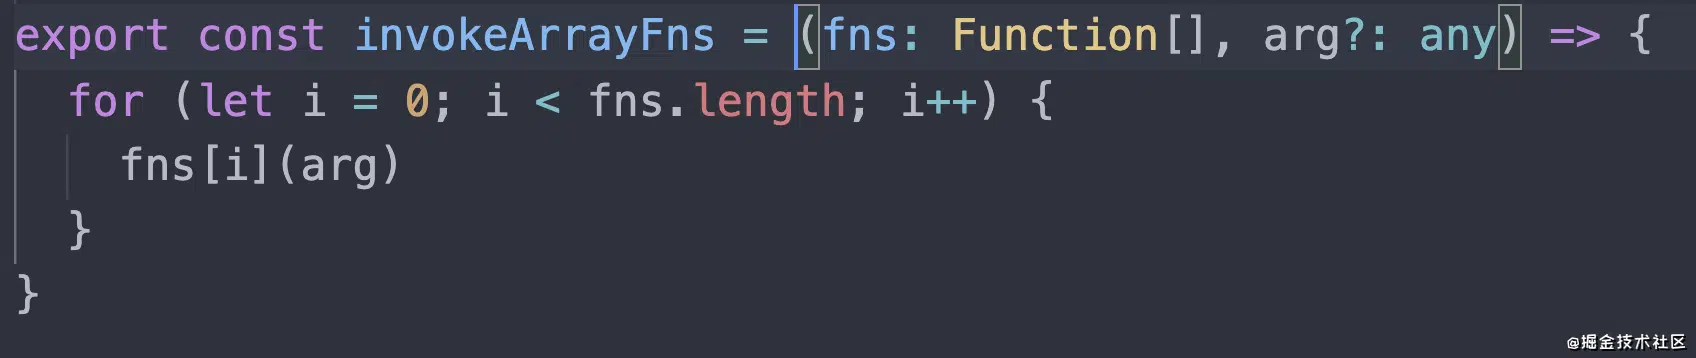 export const invokeArrayFns = (fns: Function[], arg?: any) => {
  for (let i = 0; i < fns.length; i++) {
    fns[i](arg)
  }
}
@掘金技术社区